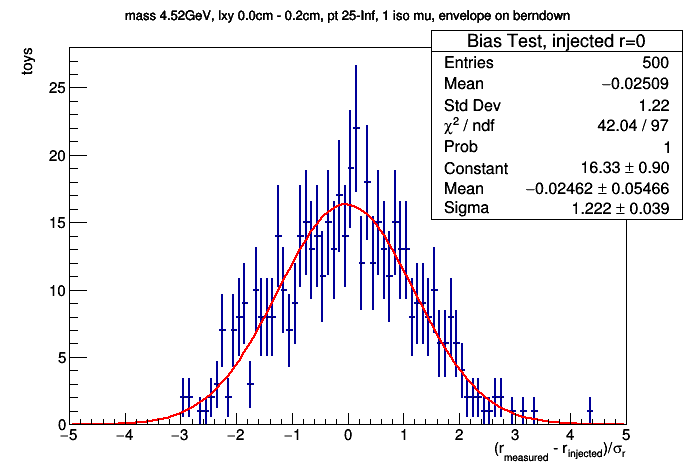 mass 4.52GeV, lxy 0.0cm - 0.2cm, pt 25-Inf, 1 iso mu, envelope on berndown
toys
Bias Test, injected r=0
Entries 500
Mean −0.02509
Std Dev 1.22
χ² / ndf 42.04 / 97
Prob 1
Constant 16.33 ± 0.90
Mean −0.02462 ± 0.05466
Sigma 1.222 ± 0.039
25
20
15
10
5
0
−5 −4 −3 −2 −1 0 1 2 3 4 5
(r_measured - r_injected)/σ_r